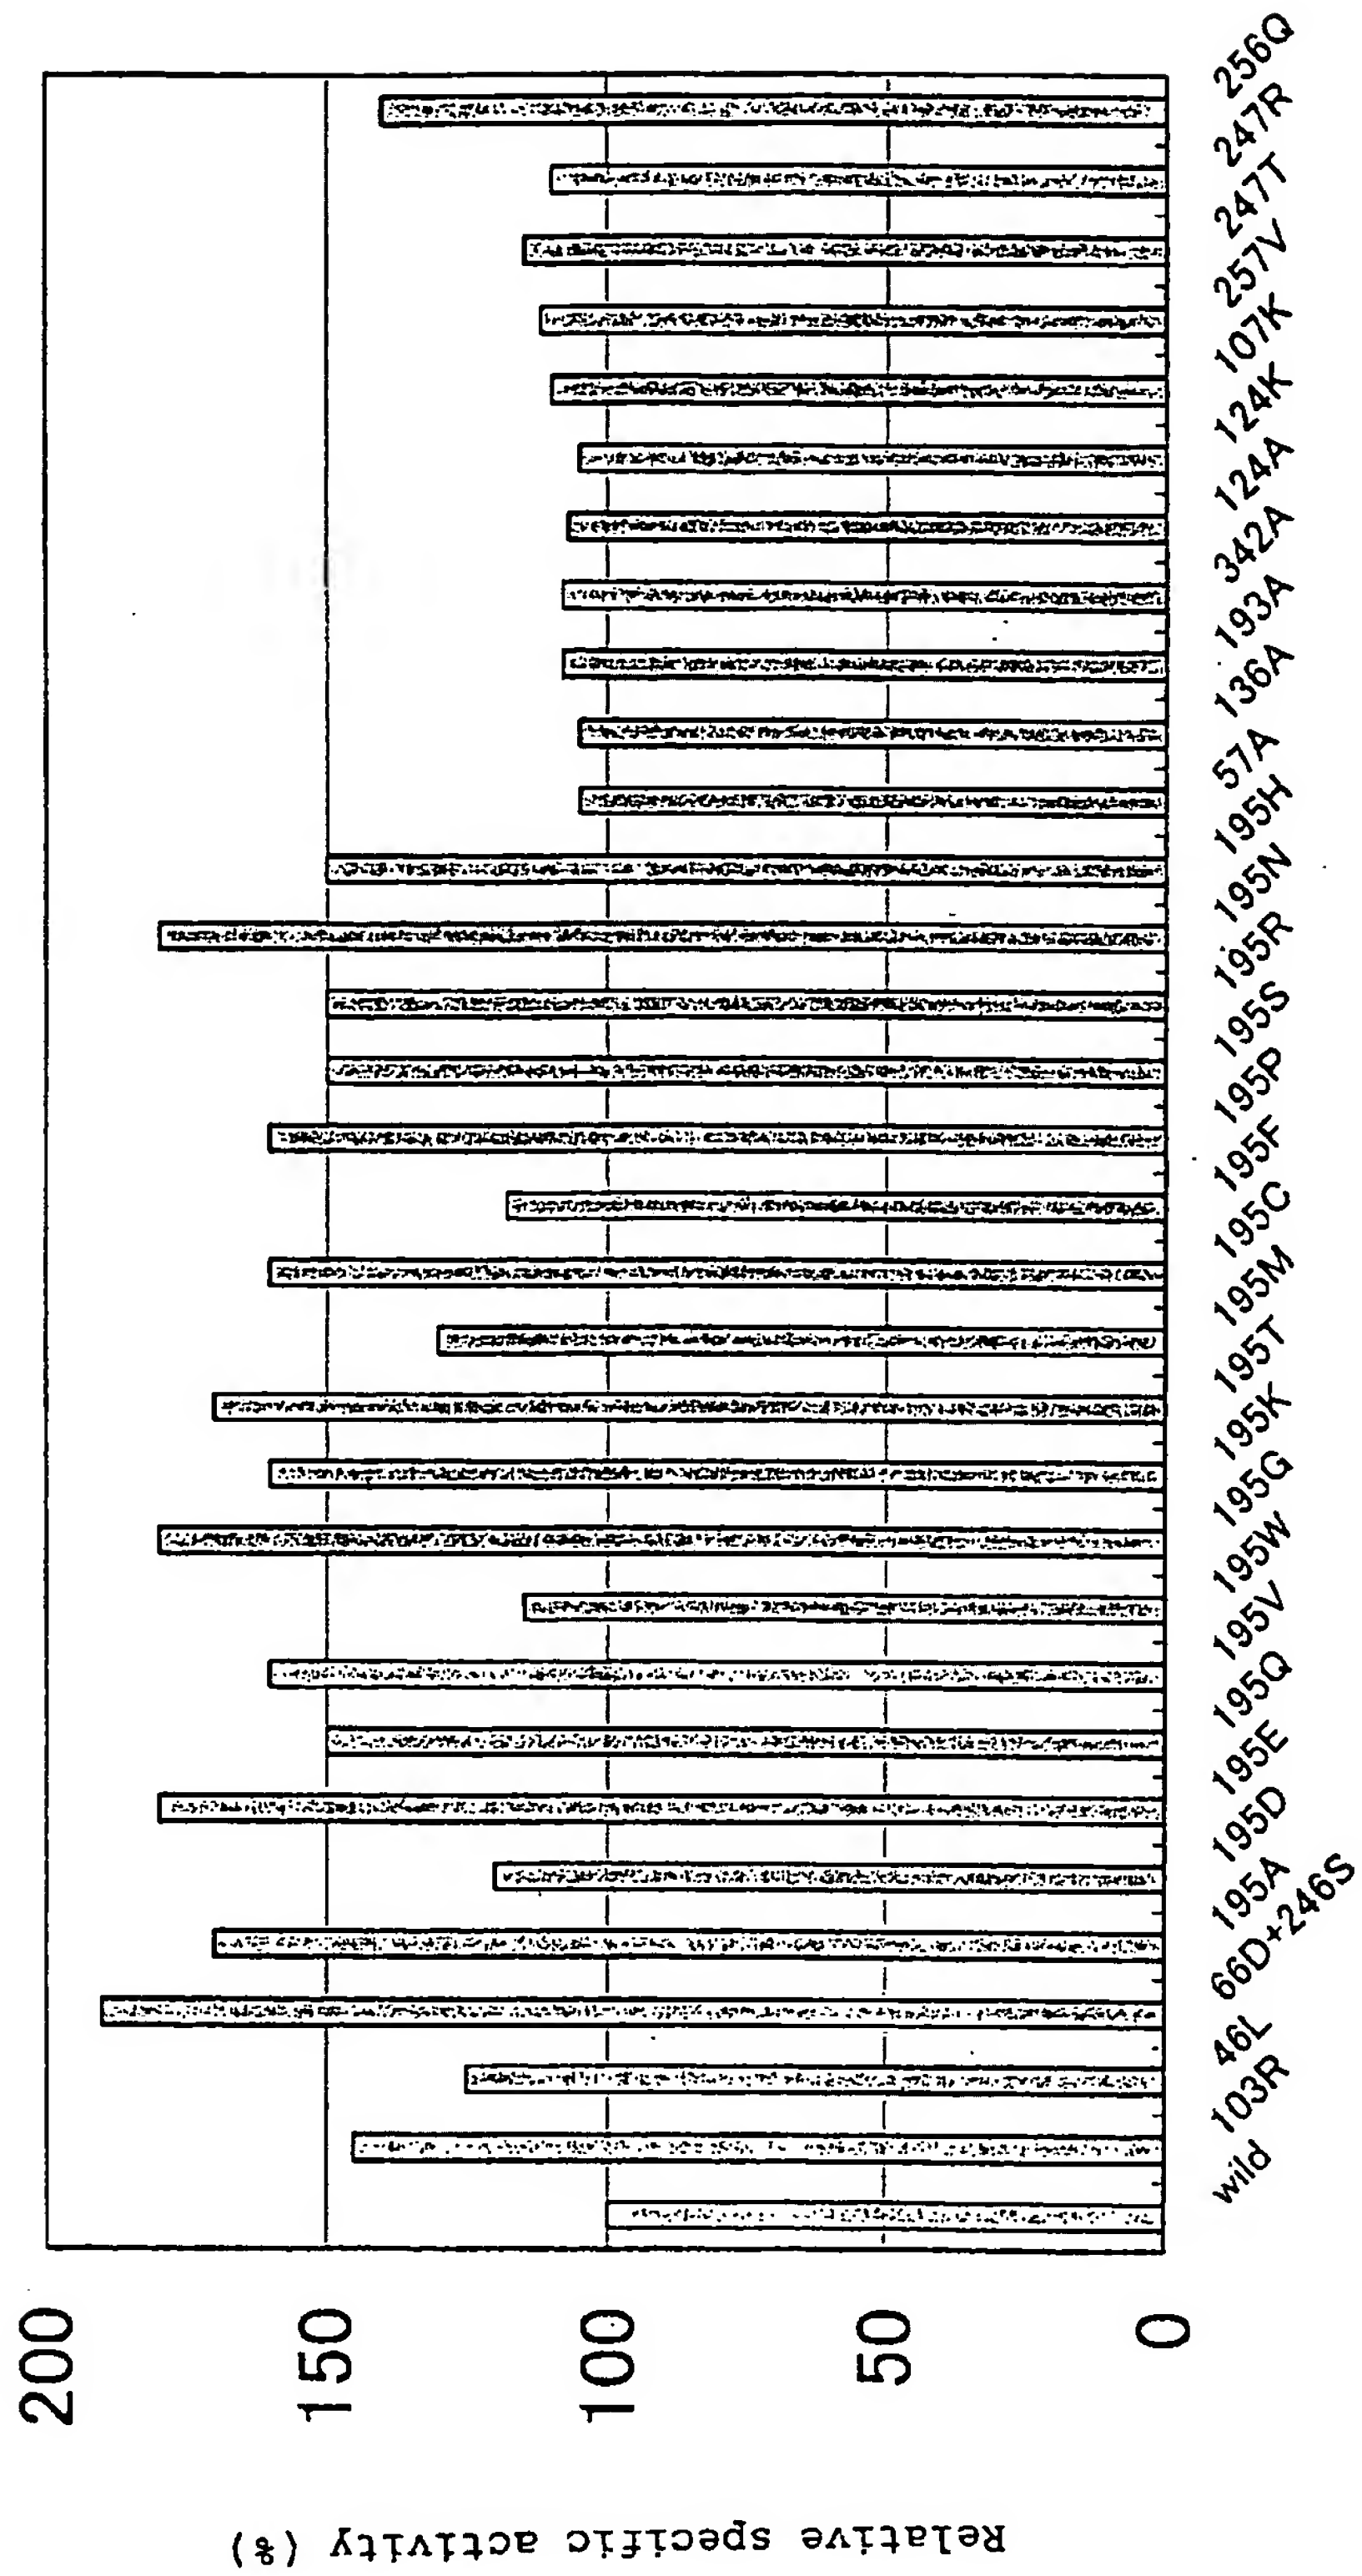 Relative specific activity (%)
200
150
100
50
0
wild
103R
46L
66D+246S
195A
195D
195E
195Q
195V
195W
195G
195K
195T
195M
195C
195F
195P
195S
195R
195N
195H
57A
136A
193A
342A
124A
124K
107K
257V
247T
247R
256Q